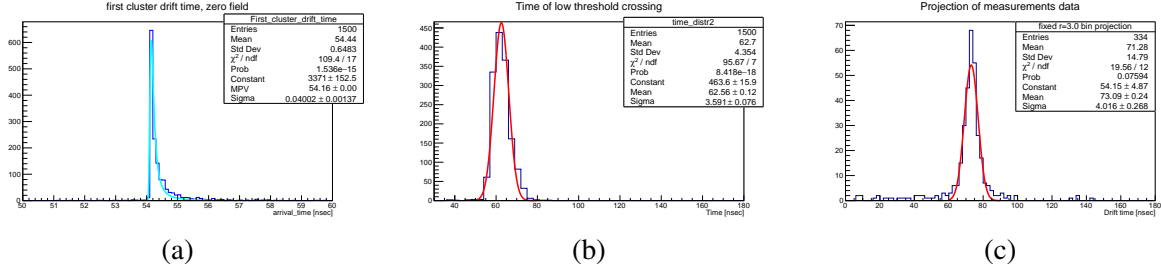 first cluster drift time, zero field
First_cluster_drift_time
Entries 1500
Mean 54.44
Std Dev 0.6483
χ² / ndf 109.4 / 17
Prob 1.536e−15
Constant 3371 ± 152.5
MPV 54.16 ± 0.00
Sigma 0.04002 ± 0.00137
600
500
400
300
200
100
0
50 51 52 53 54 55 56 57 58 59 60
arrival_time [nsec]
(a)
Time of low threshold crossing
time_distr2
Entries 1500
Mean 62.7
Std Dev 4.354
χ² / ndf 95.67 / 7
Prob 8.418e−18
Constant 463.6 ± 15.9
Mean 62.56 ± 0.12
Sigma 3.591 ± 0.076
450
400
350
300
250
200
150
100
50
0
40 60 80 100 120 140 160 180
Time [nsec]
(b)
Projection of measurements data
fixed r=3.0 bin projection
Entries 334
Mean 71.28
Std Dev 14.79
χ² / ndf 19.56 / 12
Prob 0.07594
Constant 54.15 ± 4.87
Mean 73.09 ± 0.24
Sigma 4.016 ± 0.268
70
60
50
40
30
20
10
0
0 20 40 60 80 100 120 140 160 180
Drift time [nsec]
(c)